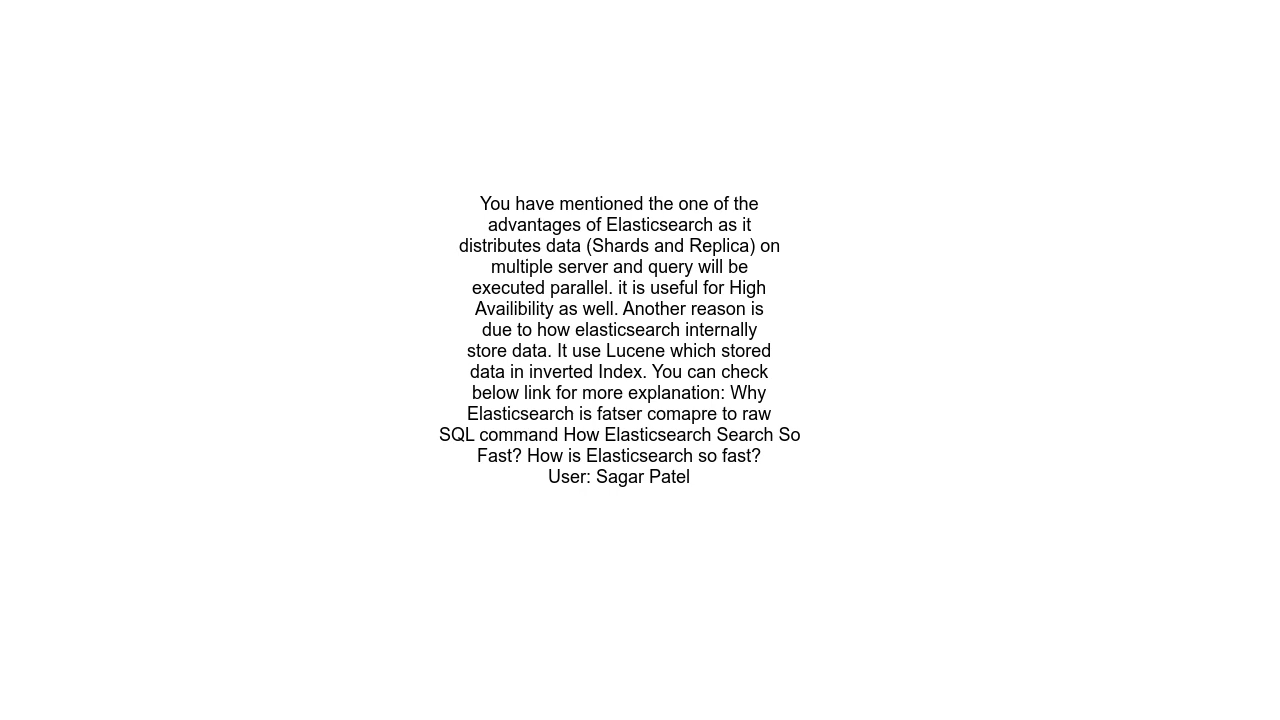 You have mentioned the one of the
advantages of Elasticsearch as it
distributes data (Shards and Replica) on
multiple server and query will be
executed parallel. it is useful for High
Availibility as well. Another reason is
due to how elasticsearch internally
store data. It use Lucene which stored
data in inverted Index. You can check
below link for more explanation: Why
Elasticsearch is fatser comapre to raw
SQL command How Elasticsearch Search So
Fast? How is Elasticsearch so fast?
User: Sagar Patel